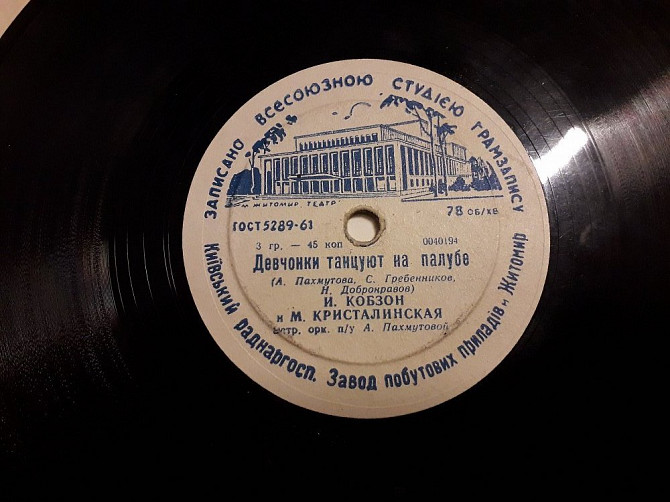 ЗАПИСАНО ВСЕСОЮЗНОЮ СТУДІЄЮ ГРАМЗАПИСУ
М. ЖИТОМИР. ТЕАТР
ГОСТ 5289-61
78 ОБ/ХВ
3 гр. — 45 коп 0040194
Девчонки танцуют на палубе
(А. Пахмутова, С. Гребенников,
Н. Добронравов)
И. КОБЗОН
и М. КРИСТАЛИНСКАЯ
орк. п/у А. Пахмутовой
Київський раднаргосп. Завод побутових приладів м Житомир